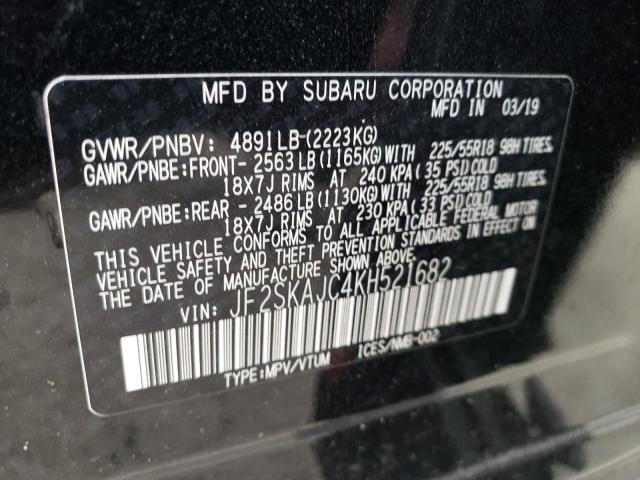 MFD BY SUBARU CORPORATION
MFD IN 03/19
GVWR/PNBV: 4891LB(2223KG)
GAWR/PNBE:FRONT- 2563LB(1165KG)WITH 225/55R18 98H TIRES,
18X7J RIMS AT 240 KPA(35 PSI)COLD
GAWR/PNBE:REAR - 2486LB(1130KG)WITH 225/55R18 98H TIRES,
18X7J RIMS AT 230 KPA(33 PSI)COLD
THIS VEHICLE CONFORMS TO ALL APPLICABLE FEDERAL MOTOR
VEHICLE SAFETY AND THEFT PREVENTION STANDARDS IN EFFECT ON
THE DATE OF MANUFACTURE SHOWN ABOVE.
VIN: JF2SKAJC4KH521682
TYPE:MPV/VTUM ICES/NMB-002